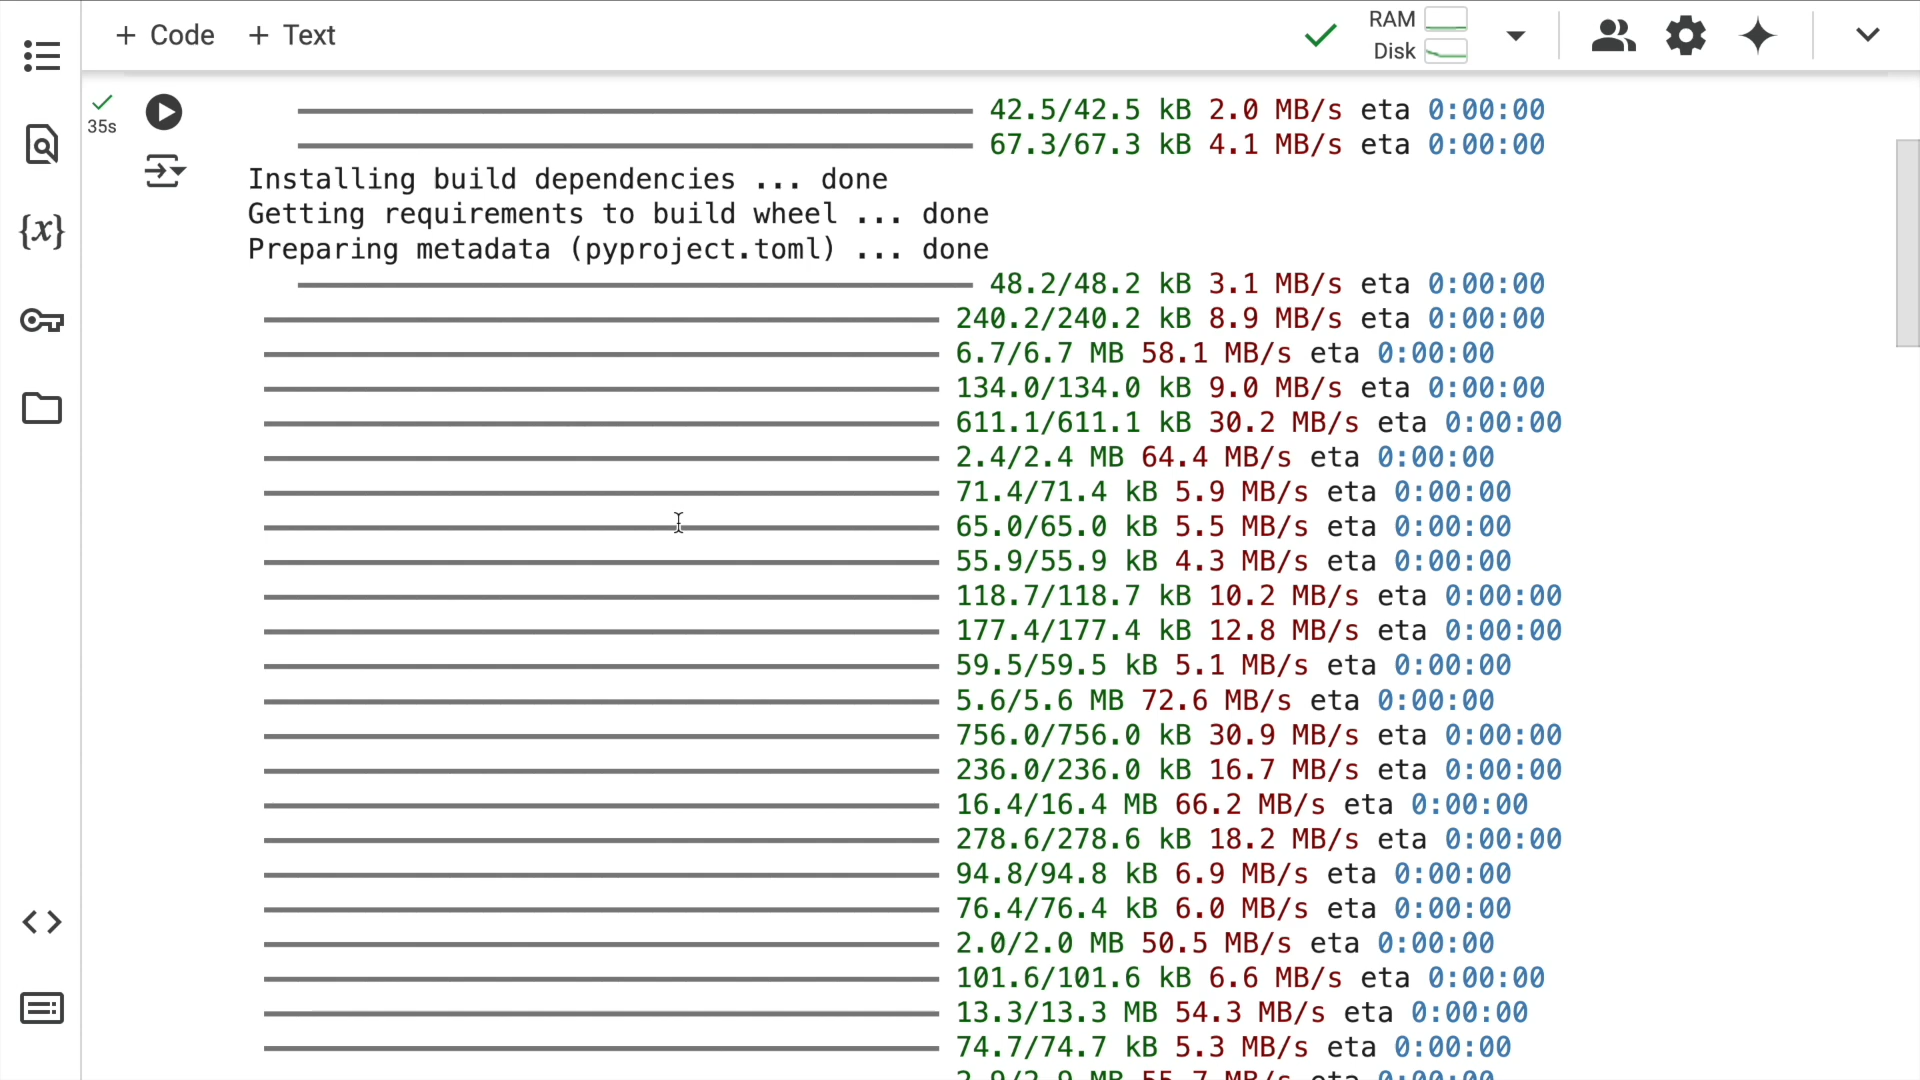 + Code + Text
RAM
Disk
35s
{x}
42.5/42.5 kB 2.0 MB/s eta 0:00:00
67.3/67.3 kB 4.1 MB/s eta 0:00:00
Installing build dependencies ... done
Getting requirements to build wheel ... done
Preparing metadata (pyproject.toml) ... done
48.2/48.2 kB 3.1 MB/s eta 0:00:00
240.2/240.2 kB 8.9 MB/s eta 0:00:00
6.7/6.7 MB 58.1 MB/s eta 0:00:00
134.0/134.0 kB 9.0 MB/s eta 0:00:00
611.1/611.1 kB 30.2 MB/s eta 0:00:00
2.4/2.4 MB 64.4 MB/s eta 0:00:00
71.4/71.4 kB 5.9 MB/s eta 0:00:00
65.0/65.0 kB 5.5 MB/s eta 0:00:00
55.9/55.9 kB 4.3 MB/s eta 0:00:00
118.7/118.7 kB 10.2 MB/s eta 0:00:00
177.4/177.4 kB 12.8 MB/s eta 0:00:00
59.5/59.5 kB 5.1 MB/s eta 0:00:00
5.6/5.6 MB 72.6 MB/s eta 0:00:00
756.0/756.0 kB 30.9 MB/s eta 0:00:00
236.0/236.0 kB 16.7 MB/s eta 0:00:00
16.4/16.4 MB 66.2 MB/s eta 0:00:00
278.6/278.6 kB 18.2 MB/s eta 0:00:00
94.8/94.8 kB 6.9 MB/s eta 0:00:00
76.4/76.4 kB 6.0 MB/s eta 0:00:00
2.0/2.0 MB 50.5 MB/s eta 0:00:00
101.6/101.6 kB 6.6 MB/s eta 0:00:00
13.3/13.3 MB 54.3 MB/s eta 0:00:00
74.7/74.7 kB 5.3 MB/s eta 0:00:00
2.9/2.9 MB 55.7 MB/s eta 0:00:00